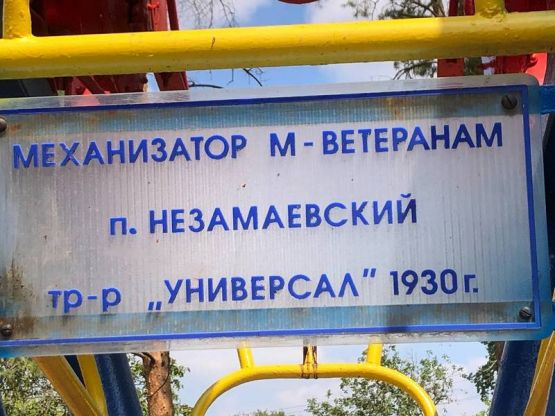 МЕХАНИЗАТОР М-ВЕТЕРАНАМ
п. НЕЗАМАЕВСКИЙ
тр-р „УНИВЕРСАЛ” 1930г.